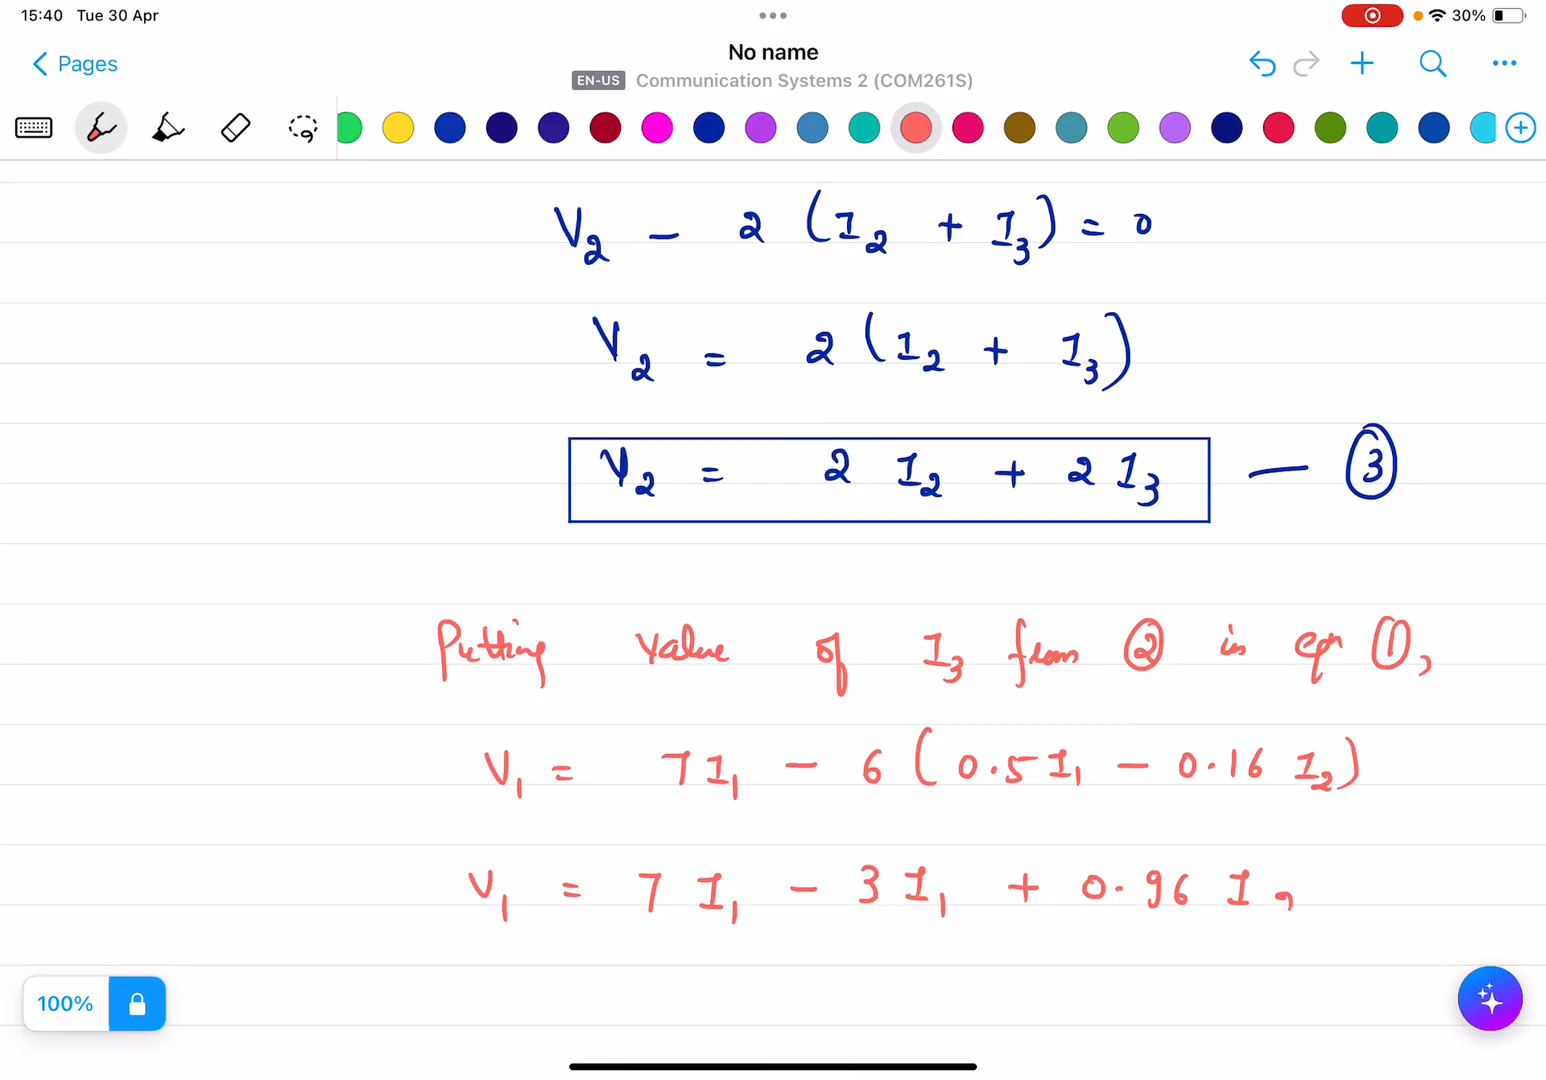 15:40 Tue 30 Apr
30%
Pages
No name
EN-US Communication Systems 2 (COM261S)
V₂ - 2 (I₂ + I₃) = 0
V₂ = 2 (I₂ + I₃)
V₂ = 2 I₂ + 2 I₃ — ③
Putting value of I₃ from ② in eqn ①,
V₁ = 7 I₁ - 6 (0.5 I₁ - 0.16 I₂)
V₁ = 7 I₁ - 3 I₁ + 0.96 I
100%